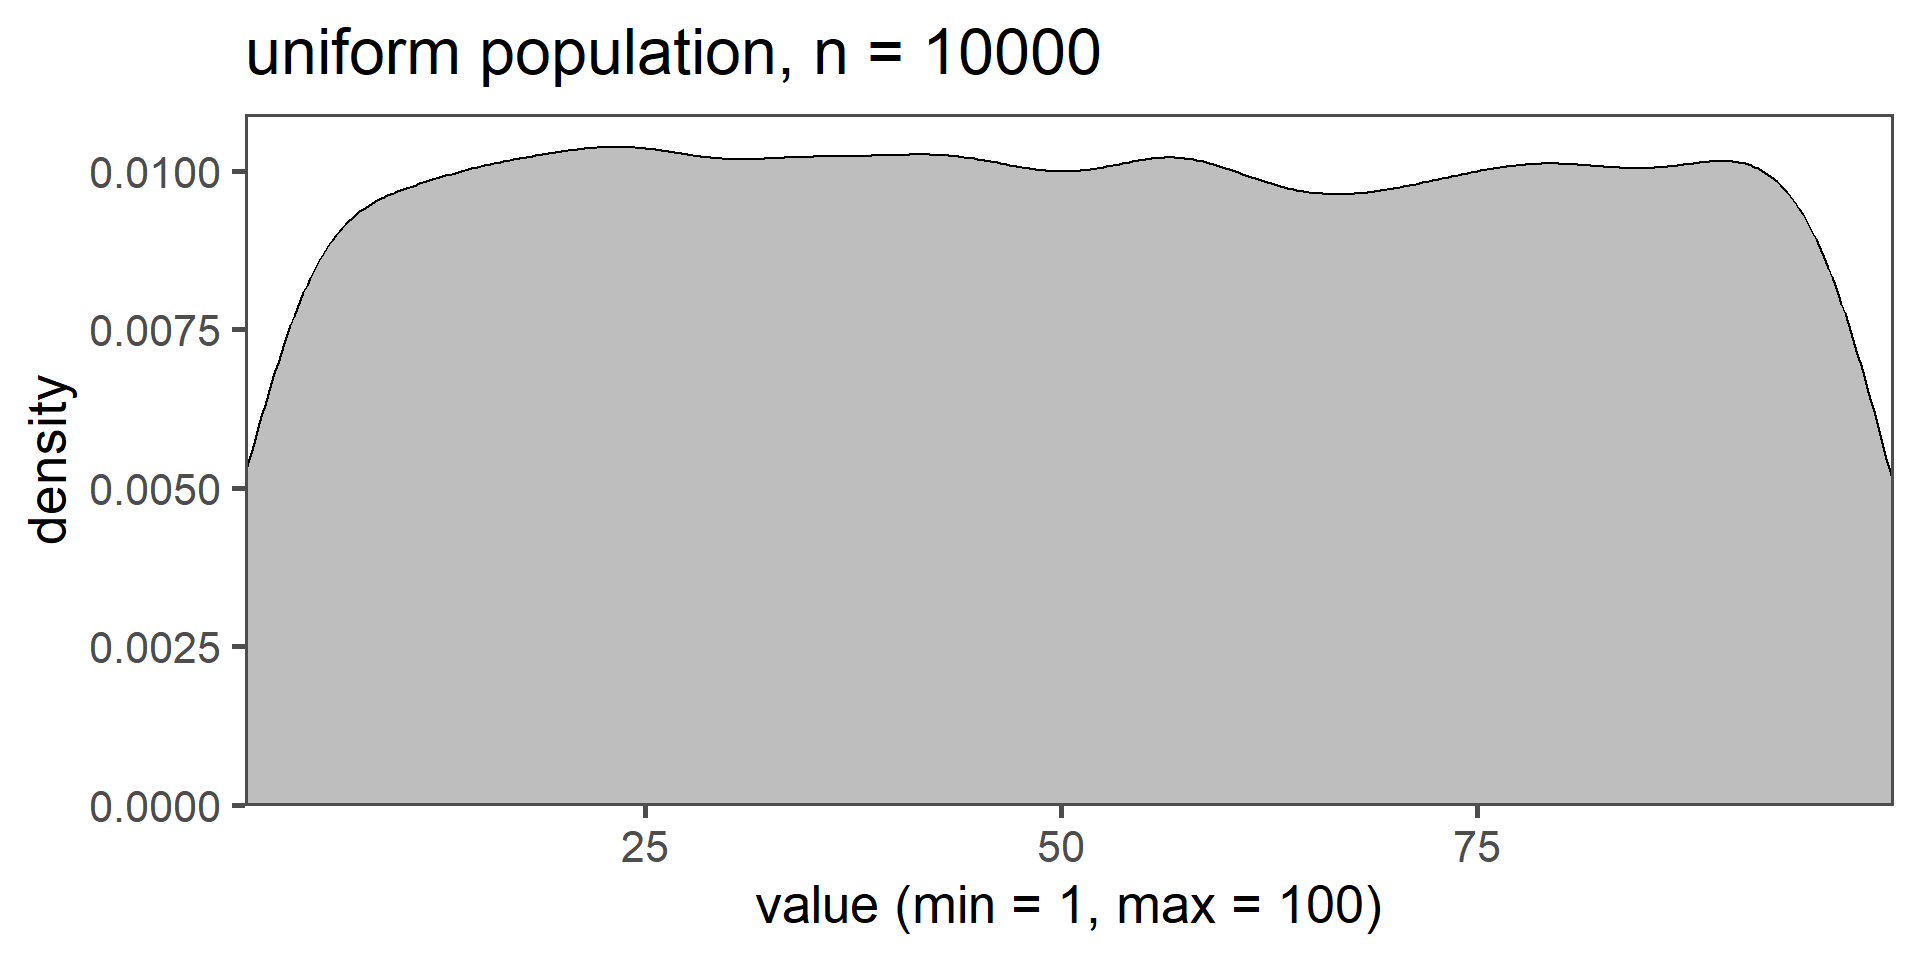 uniform population, n = 10000
0.0100
0.0075
0.0050
0.0025
0.0000
density
25 50 75
value (min = 1, max = 100)